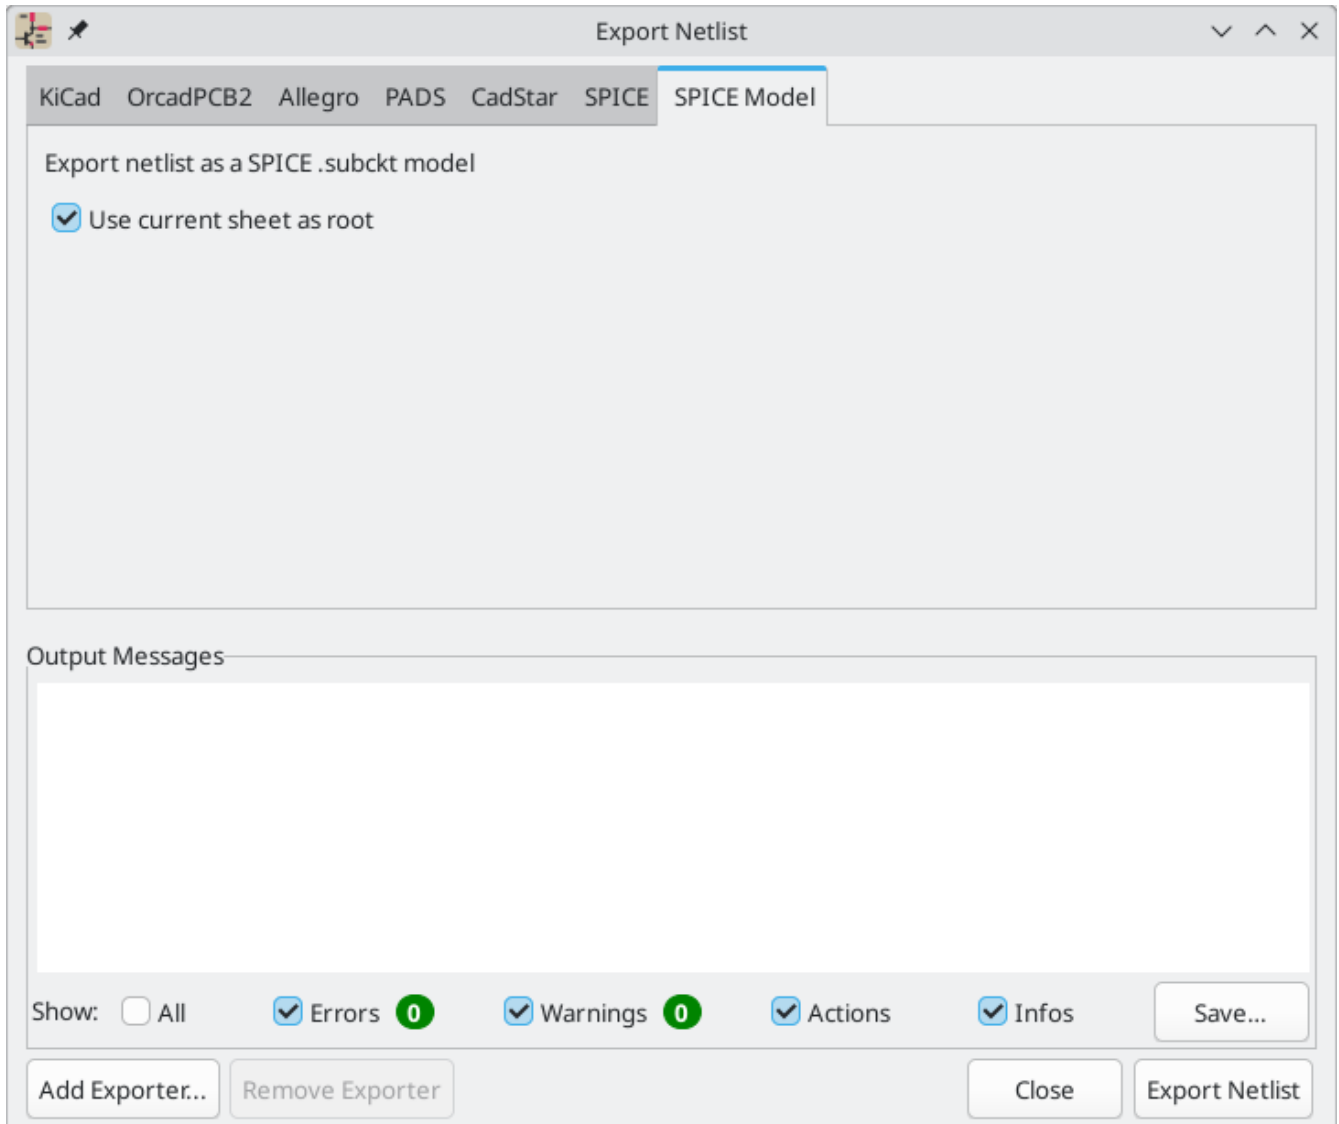 Export Netlist
KiCad OrcadPCB2 Allegro PADS CadStar SPICE SPICE Model
Export netlist as a SPICE .subckt model
Use current sheet as root
Output Messages
Show: All Errors 0 Warnings 0 Actions Infos Save...
Add Exporter... Remove Exporter Close Export Netlist